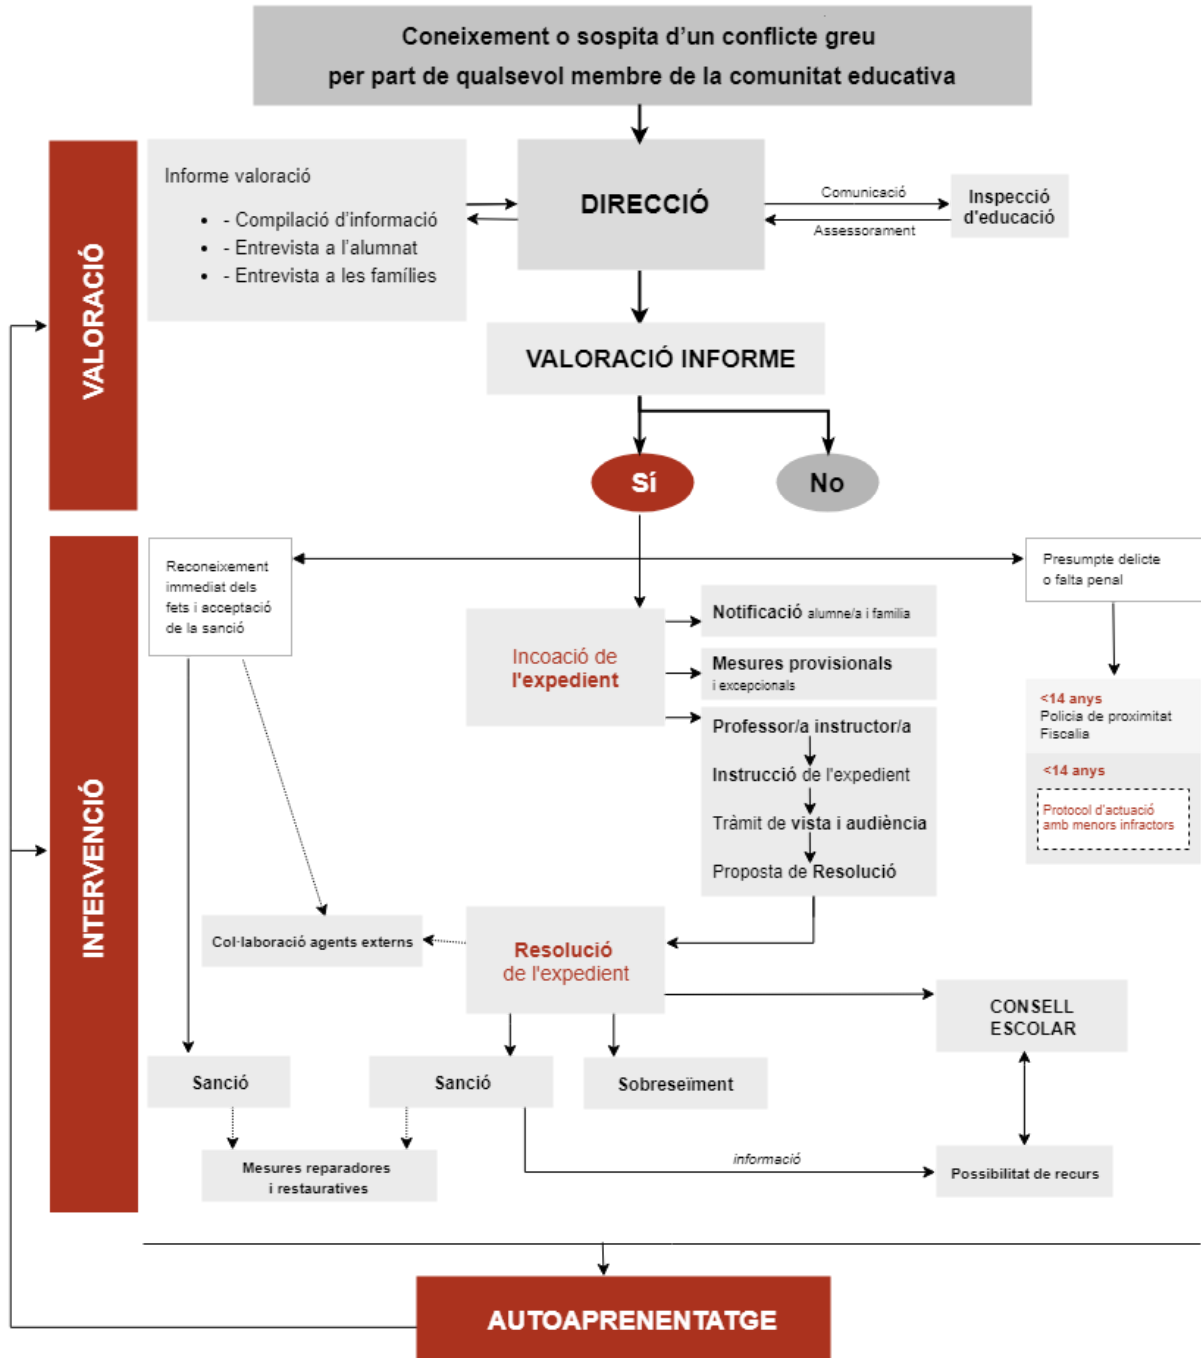 Coneixement o sospita d'un conflicte greu
per part de qualsevol membre de la comunitat educativa
VALORACIÓ
Informe valoració
• - Compilació d'informació
• - Entrevista a l'alumnat
• - Entrevista a les famílies
DIRECCIÓ
Comunicació
Assessorament
Inspecció
d'educació
VALORACIÓ INFORME
Sí
No
INTERVENCIÓ
Reconeixement
immediat dels
fets i acceptació
de la sanció
Presumpte delicte
o falta penal
Incoació de
l'expedient
Notificació alumne/a i familia
Mesures provisionals
i excepcionals
Professor/a instructor/a
Instrucció de l'expedient
Tràmit de vista i audiència
Proposta de Resolució
<14 anys
Policia de proximitat
Fiscalia
<14 anys
Protocol d'actuació
amb menors infractors
Col·laboració agents externs
Resolució
de l'expedient
CONSELL
ESCOLAR
Sanció
Sanció
Sobreseïment
Mesures reparadores
i restauratives
informació
Possibilitat de recurs
AUTOAPRENENTATGE